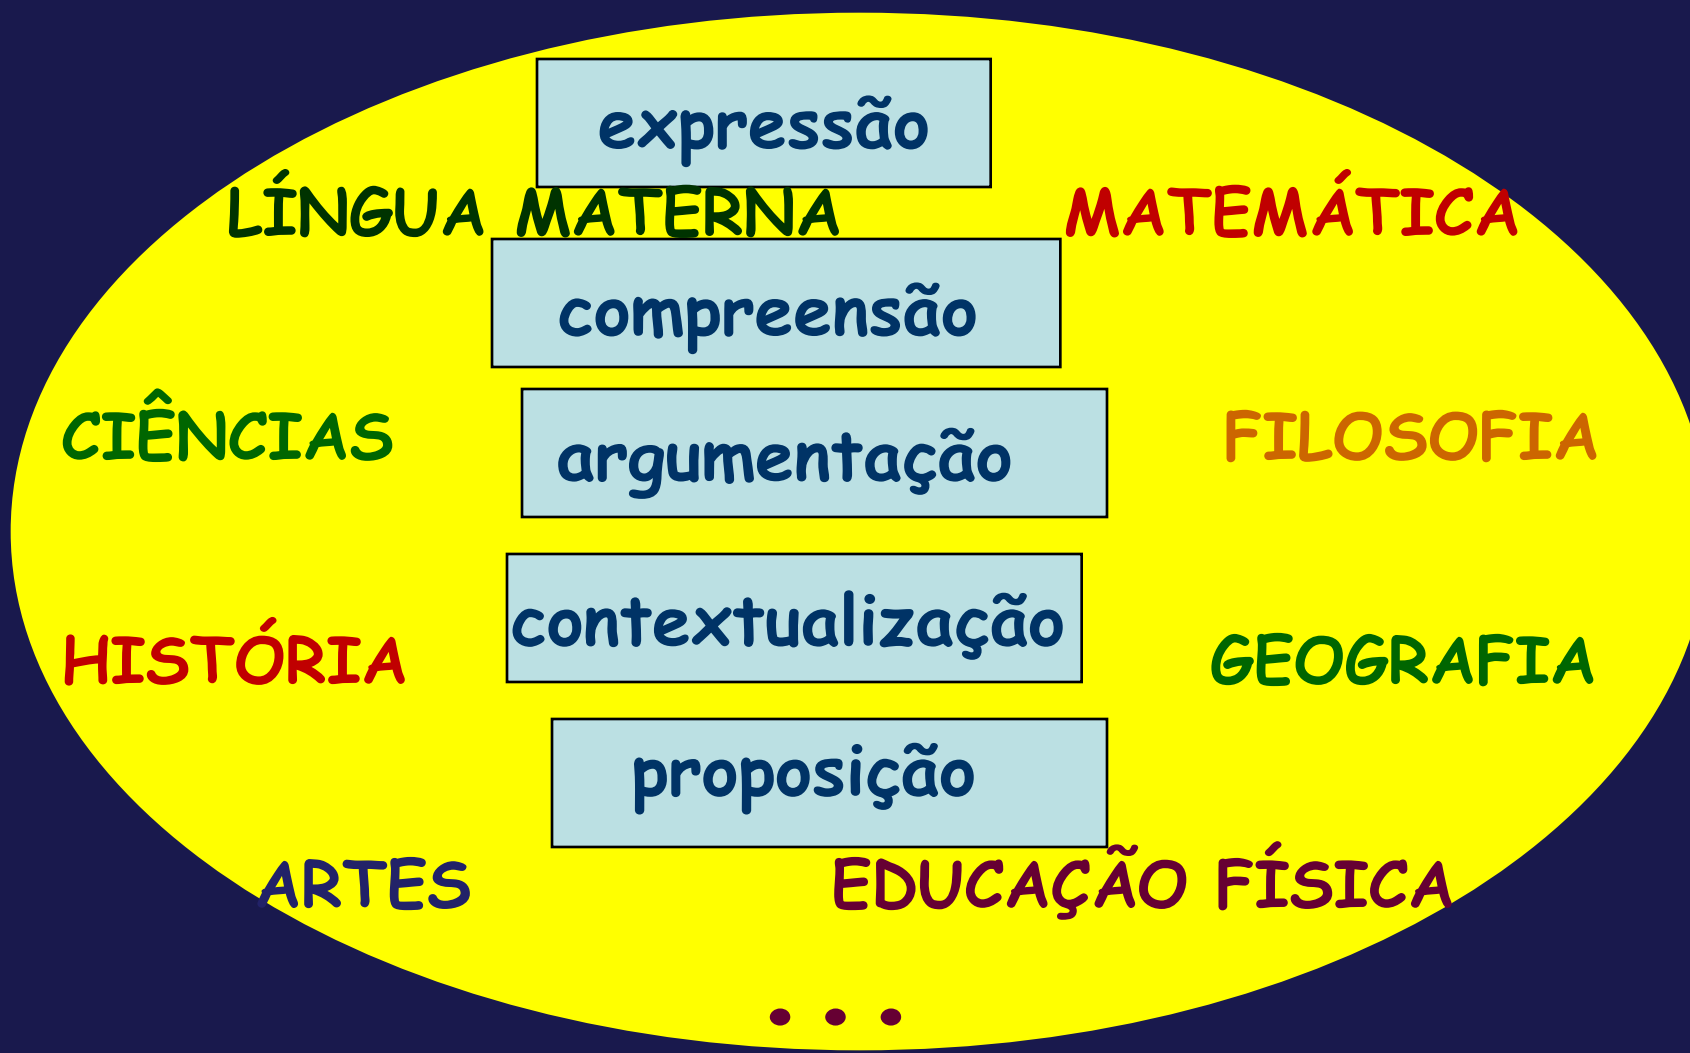 expressão
LÍNGUA MATERNA MATEMÁTICA
compreensão
CIÊNCIAS FILOSOFIA
argumentação
contextualização
HISTÓRIA GEOGRAFIA
proposição
ARTES EDUCAÇÃO FÍSICA
...